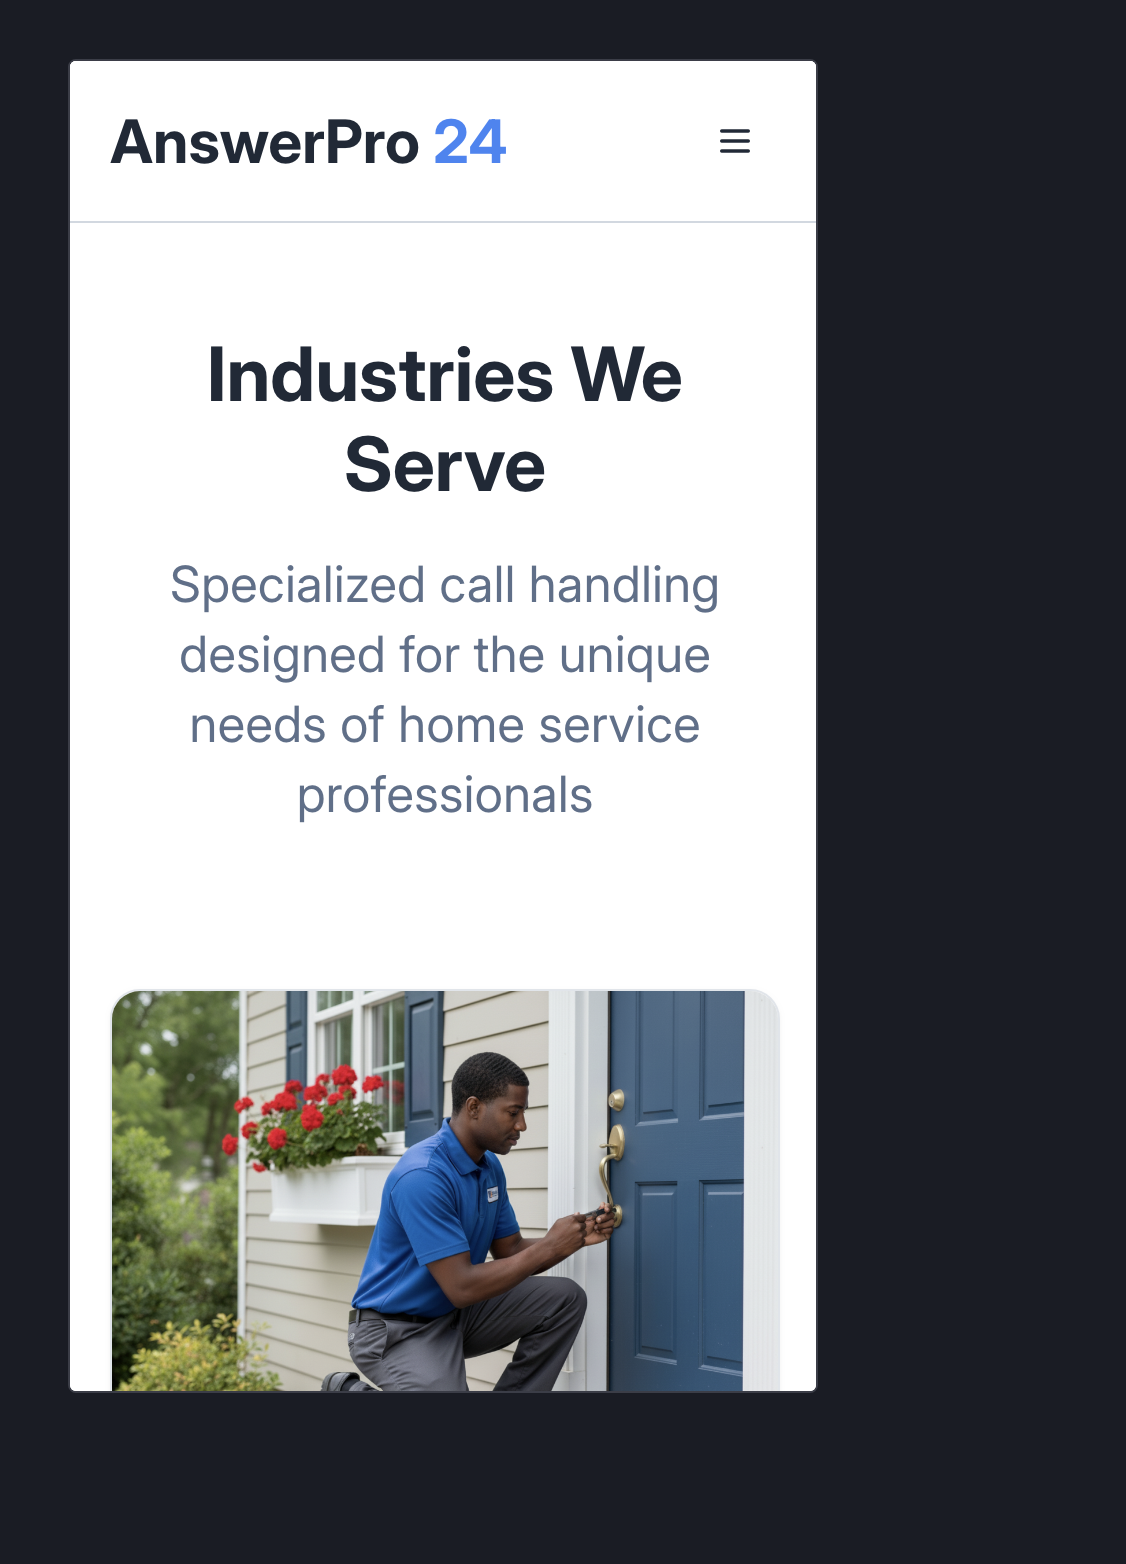 AnswerPro 24
Industries We
Serve
Specialized call handling
designed for the unique
needs of home service
professionals